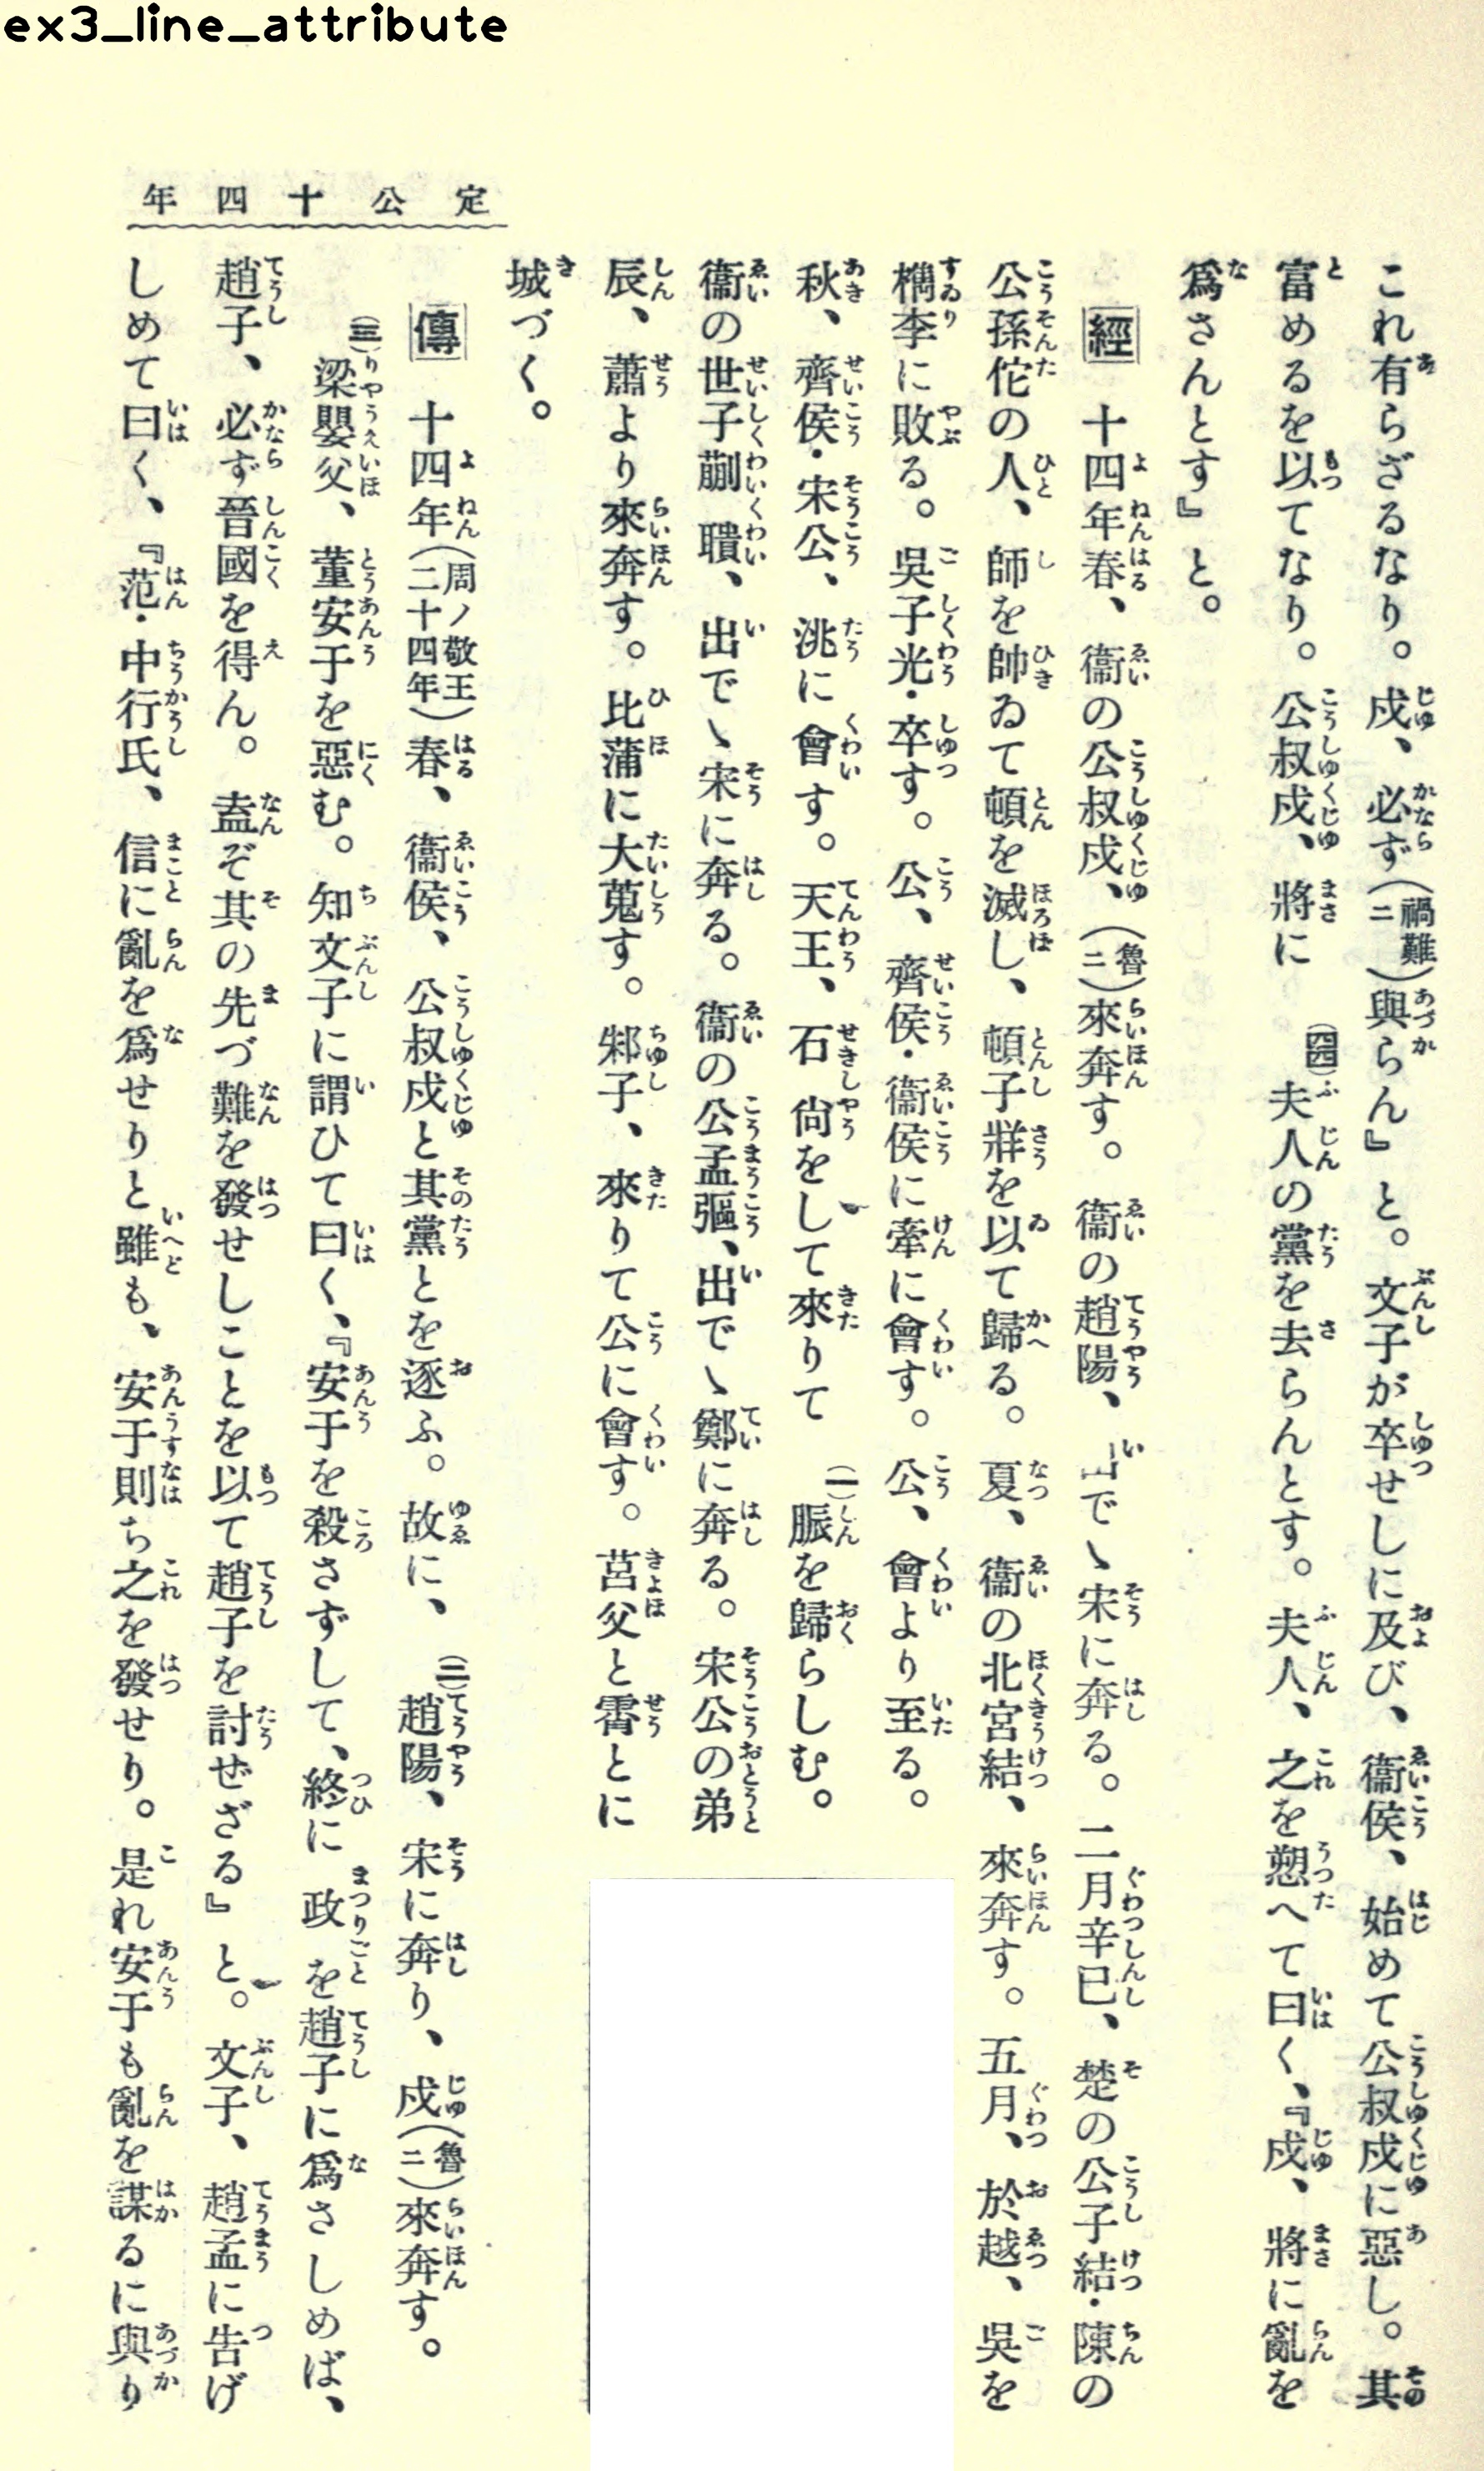 ex3_line_attribute
定公十四年
これ有らざるなり。戍、必ず(禍難ニ)與らん』と。文子が卒せしに及び、衞侯、始めて公叔戍に惡し。其
富めるを以てなり。公叔戍、將に(四)夫人の黨を去らんとす。夫人、之を愬へて曰く、『戍、將に亂を
爲さんとす』と。
經 十四年春、衞の公叔戍、(魯ニ)來奔す。衞の趙陽、出でゝ宋に奔る。二月辛巳、楚の公子結・陳の
公孫佗の人、師を帥ゐて頓を滅し、頓子牂を以て歸る。夏、衞の北宮結、來奔す。五月、於越、吳を
檇李に敗る。吳子光・卒す。公、齊侯・衞侯に牽に會す。公、會より至る。
秋、齊侯・宋公、洮に會す。天王、石尙をして來りて(一)脤を歸らしむ。
衞の世子蒯聵、出でゝ宋に奔る。衞の公孟彄、出でゝ鄭に奔る。宋公の弟
辰、蕭より來奔す。比蒲に大蒐す。邾子、來りて公に會す。莒父と霄とに
城づく。
傳 十四年(周ノ敬王二十四年)春、衞侯、公叔戍と其黨とを逐ふ。故に、(二)趙陽、宋に奔り、戍(魯ニ)來奔す。
(三)梁嬰父、董安于を惡む。知文子に謂ひて曰く、『安于を殺さずして、終に政を趙子に爲さしめば、
趙子、必ず晉國を得ん。盍ぞ其の先づ難を發せしことを以て趙子を討ぜざる』と。文子、趙孟に告げ
しめて曰く、『范・中行氏、信に亂を爲せりと雖も、安于則ち之を發せり。是れ安于も亂を謀るに與り